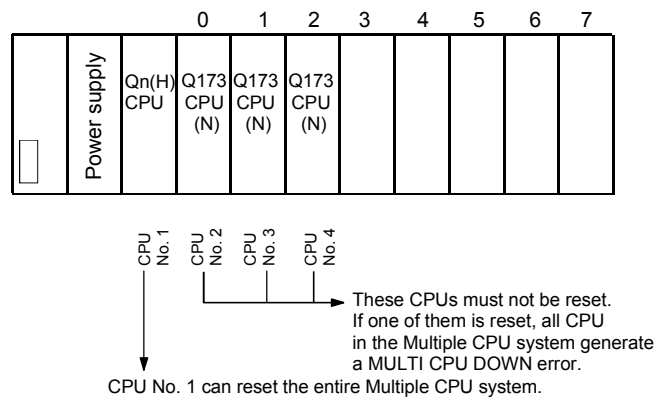 0 1 2 3 4 5 6 7
Power supply
Qn(H)
CPU
Q173
CPU
(N)
Q173
CPU
(N)
Q173
CPU
(N)
CPU
No. 1
CPU
No. 2
CPU
No. 3
CPU
No. 4
These CPUs must not be reset.
If one of them is reset, all CPU
in the Multiple CPU system generate
a MULTI CPU DOWN error.
CPU No. 1 can reset the entire Multiple CPU system.